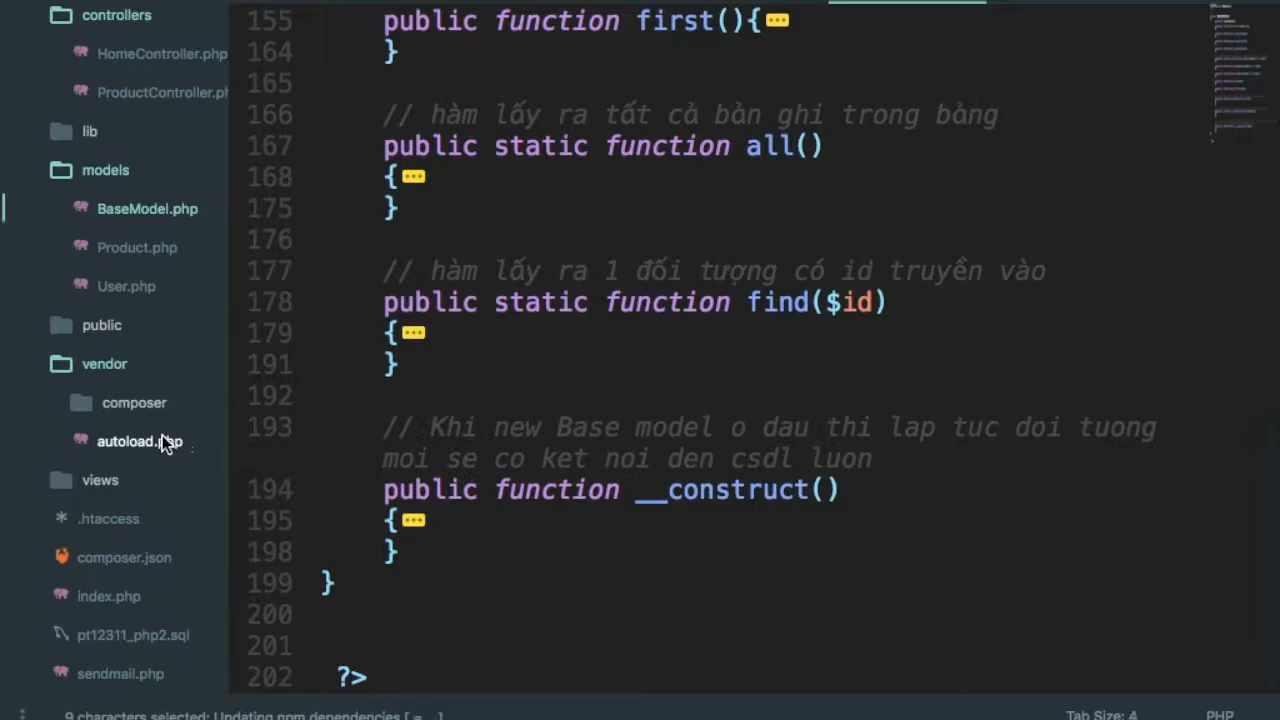 controllers
HomeController.php
ProductController.ph
lib
models
BaseModel.php
Product.php
User.php
public
vendor
composer
autoload.php
views
.htaccess
composer.json
index.php
pt12311_php2.sql
sendmail.php
155 public function first(){
164 }
165
166 // hàm lấy ra tất cả bản ghi trong bảng
167 public static function all()
168 {
175 }
176
177 // hàm lấy ra 1 đối tượng có id truyền vào
178 public static function find($id)
179 {
191 }
192
193 // Khi new Base model o dau thi lap tuc doi tuong
moi se co ket noi den csdl luon
194 public function __construct()
195 {
198 }
199 }
200
201
202 ?>
9 characters selected: Updating npm dependencies [ = ]
Tab Size: 4
PHP